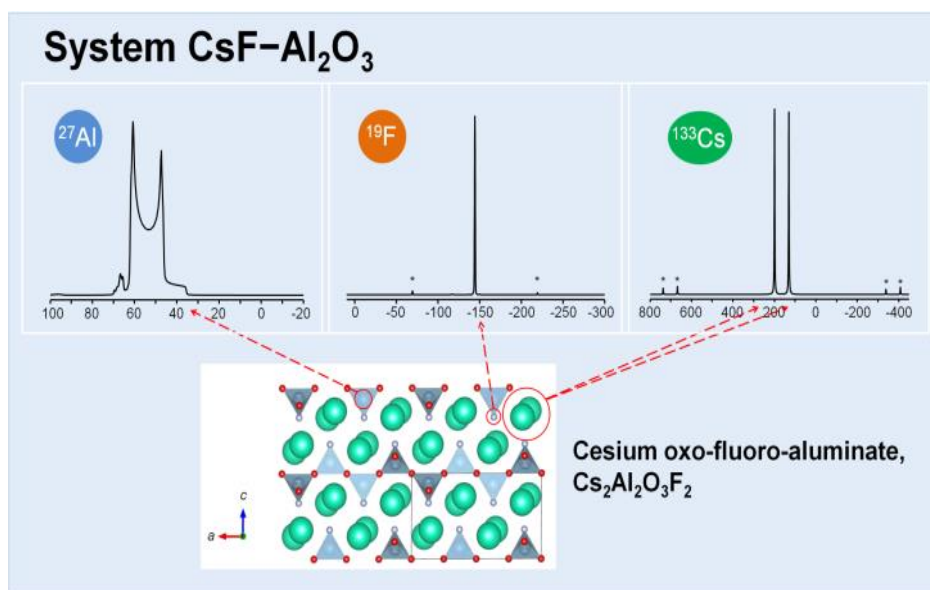 System CsF–Al₂O₃
²⁷Al
¹⁹F
¹³³Cs
* *
* * * *
100 80 60 40 20 0 -20
0 -50 -100 -150 -200 -250 -300
800 600 400 200 0 -200 -400
c
a
Cesium oxo-fluoro-aluminate,
Cs₂Al₂O₃F₂